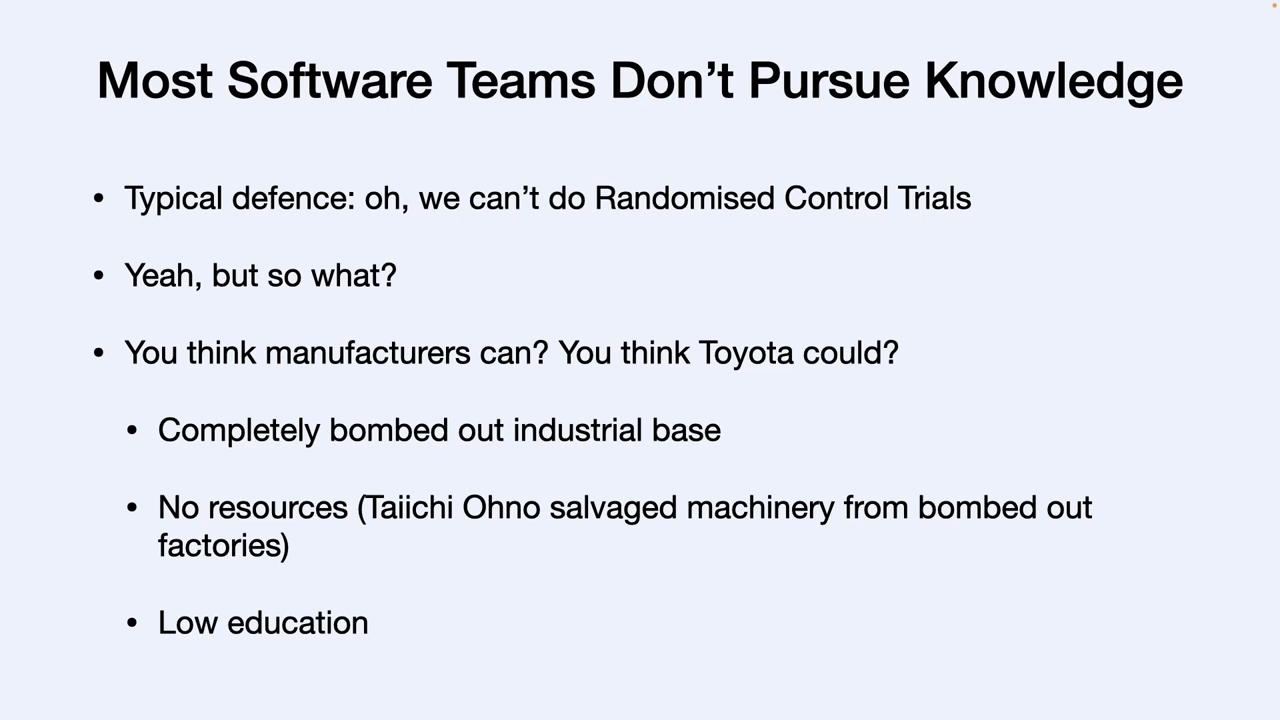 Most Software Teams Don’t Pursue Knowledge
• Typical defence: oh, we can’t do Randomised Control Trials
• Yeah, but so what?
• You think manufacturers can? You think Toyota could?
• Completely bombed out industrial base
• No resources (Taiichi Ohno salvaged machinery from bombed out
factories)
• Low education